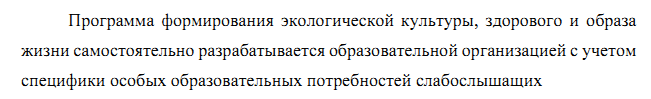 Программа формирования экологической культуры, здорового и образа
жизни самостоятельно разрабатывается образовательной организацией с учетом
специфики особых образовательных потребностей слабослышащих